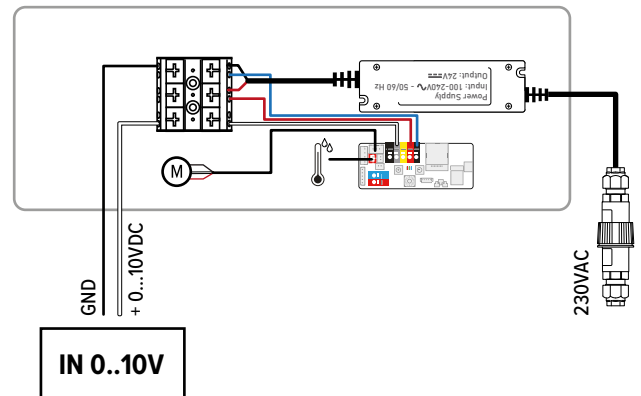 Power Supply
Input: 100-240V~ - 50/60 Hz
Output: 24V
M
GND
+ 0...10VDC
230VAC
IN 0..10V